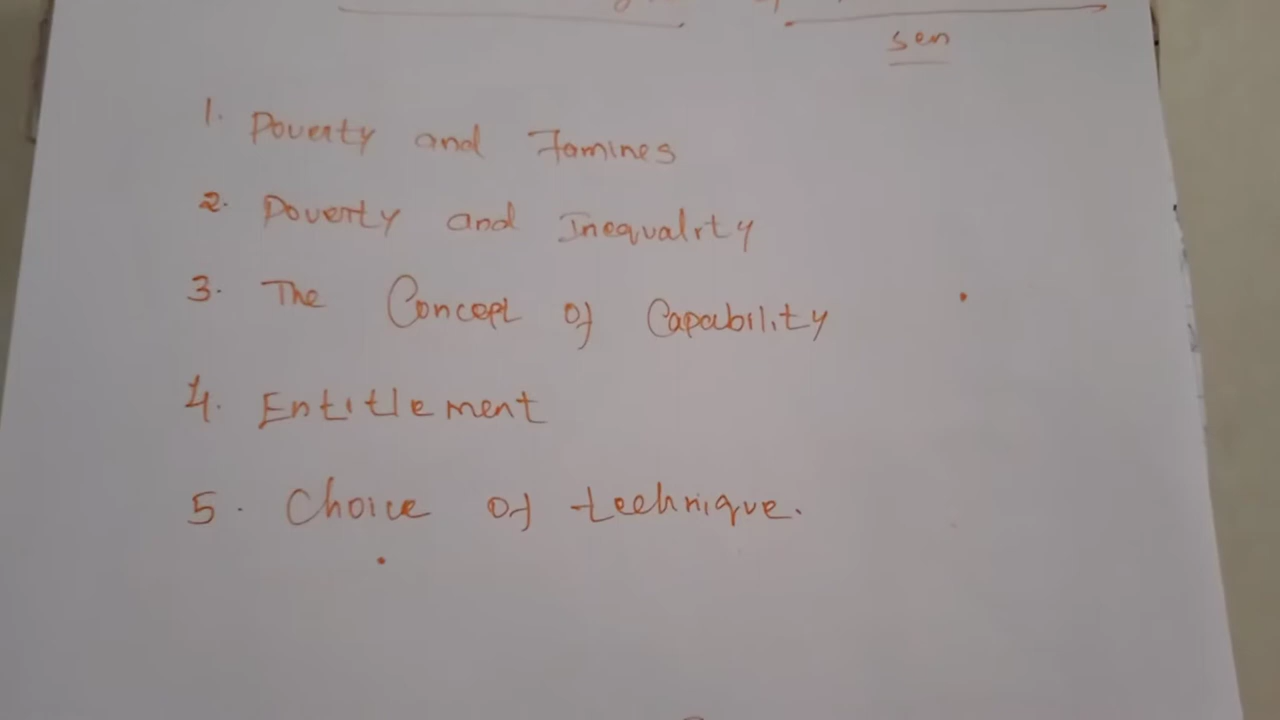 sen
1. Poverty and Famines
2. Poverty and Inequality
3. The Concept of Capability
4. Entitlement
5. Choice of technique.